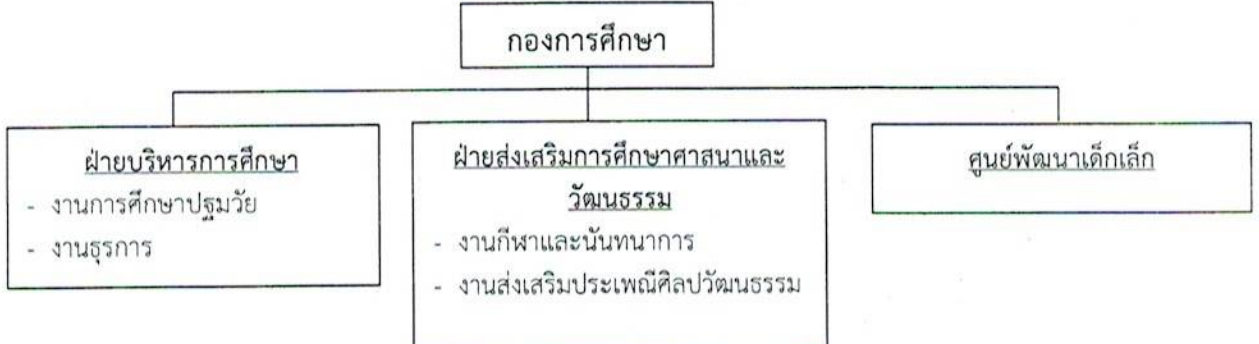 กองการศึกษา
ฝ่ายบริหารการศึกษา
- งานการศึกษาปฐมวัย
- งานธุรการ
ฝ่ายส่งเสริมการศึกษาศาสนาและ
วัฒนธรรม
- งานกีฬาและนันทนาการ
- งานส่งเสริมประเพณีศิลปวัฒนธรรม
ศูนย์พัฒนาเด็กเล็ก